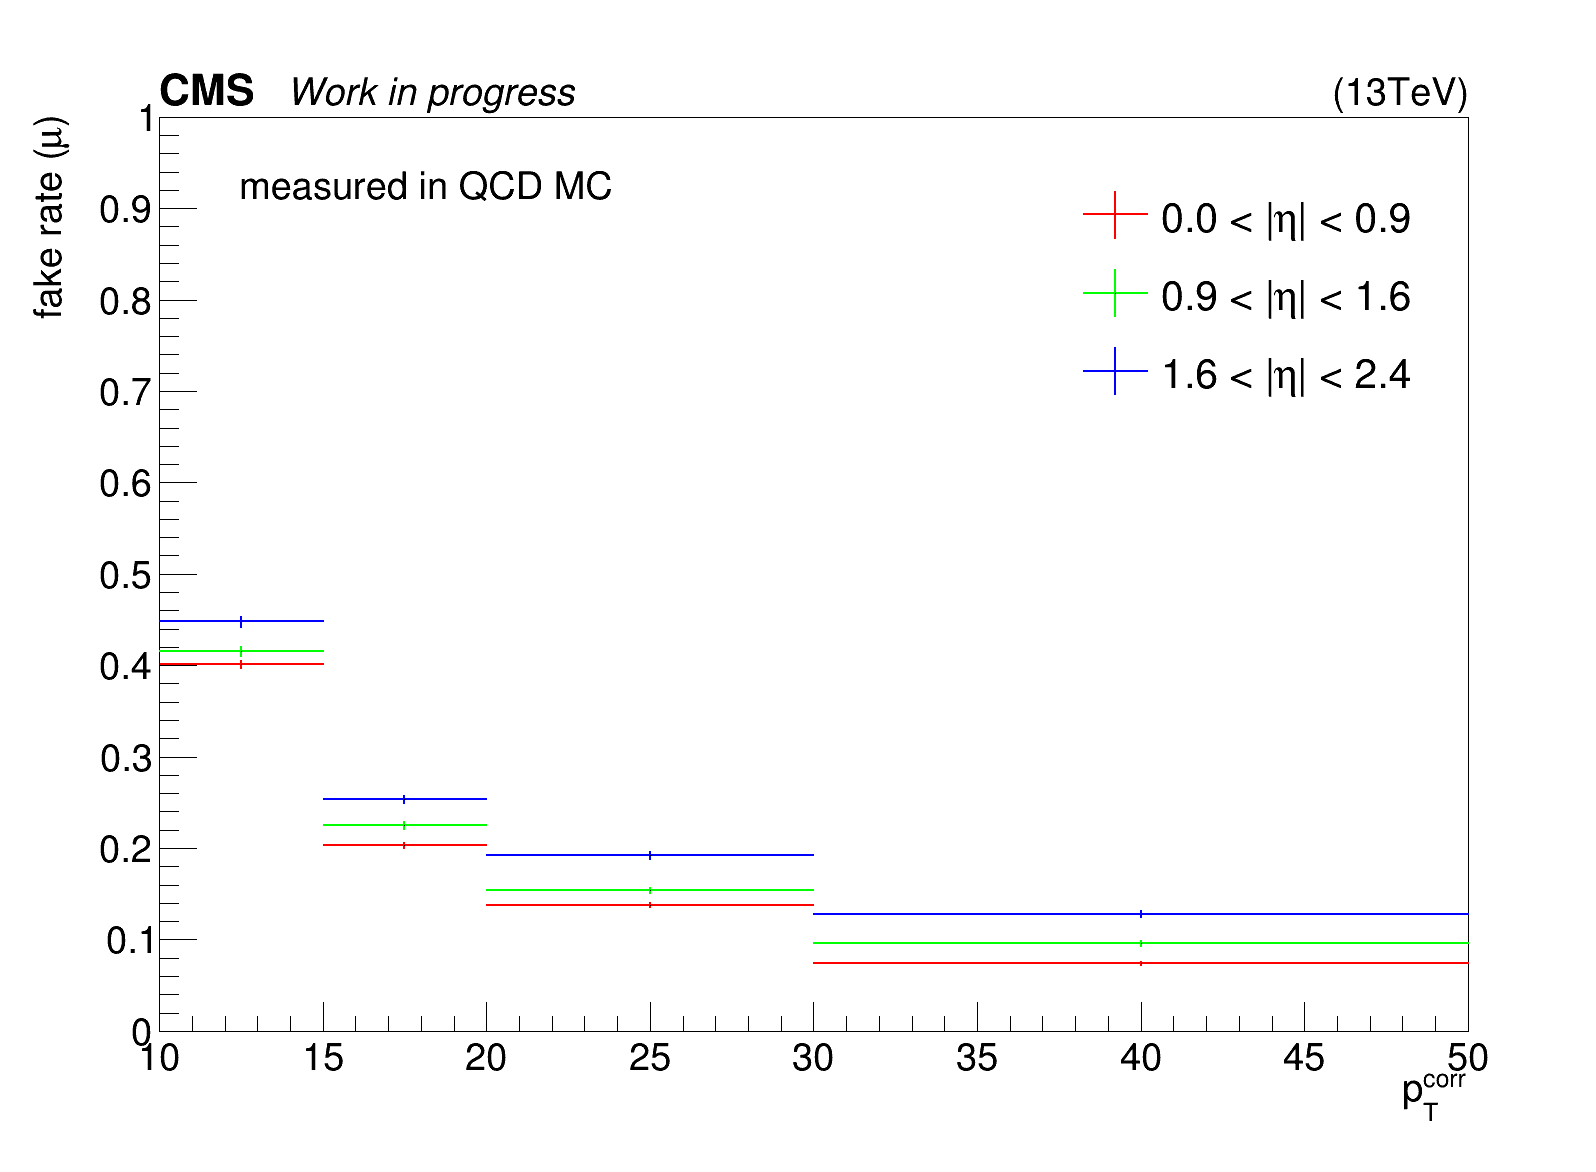 CMS Work in progress (13TeV)
fake rate (μ)
measured in QCD MC
0.0 < |η| < 0.9
0.9 < |η| < 1.6
1.6 < |η| < 2.4
1
0.9
0.8
0.7
0.6
0.5
0.4
0.3
0.2
0.1
0
10 15 20 25 30 35 40 45 50
p_T^corr